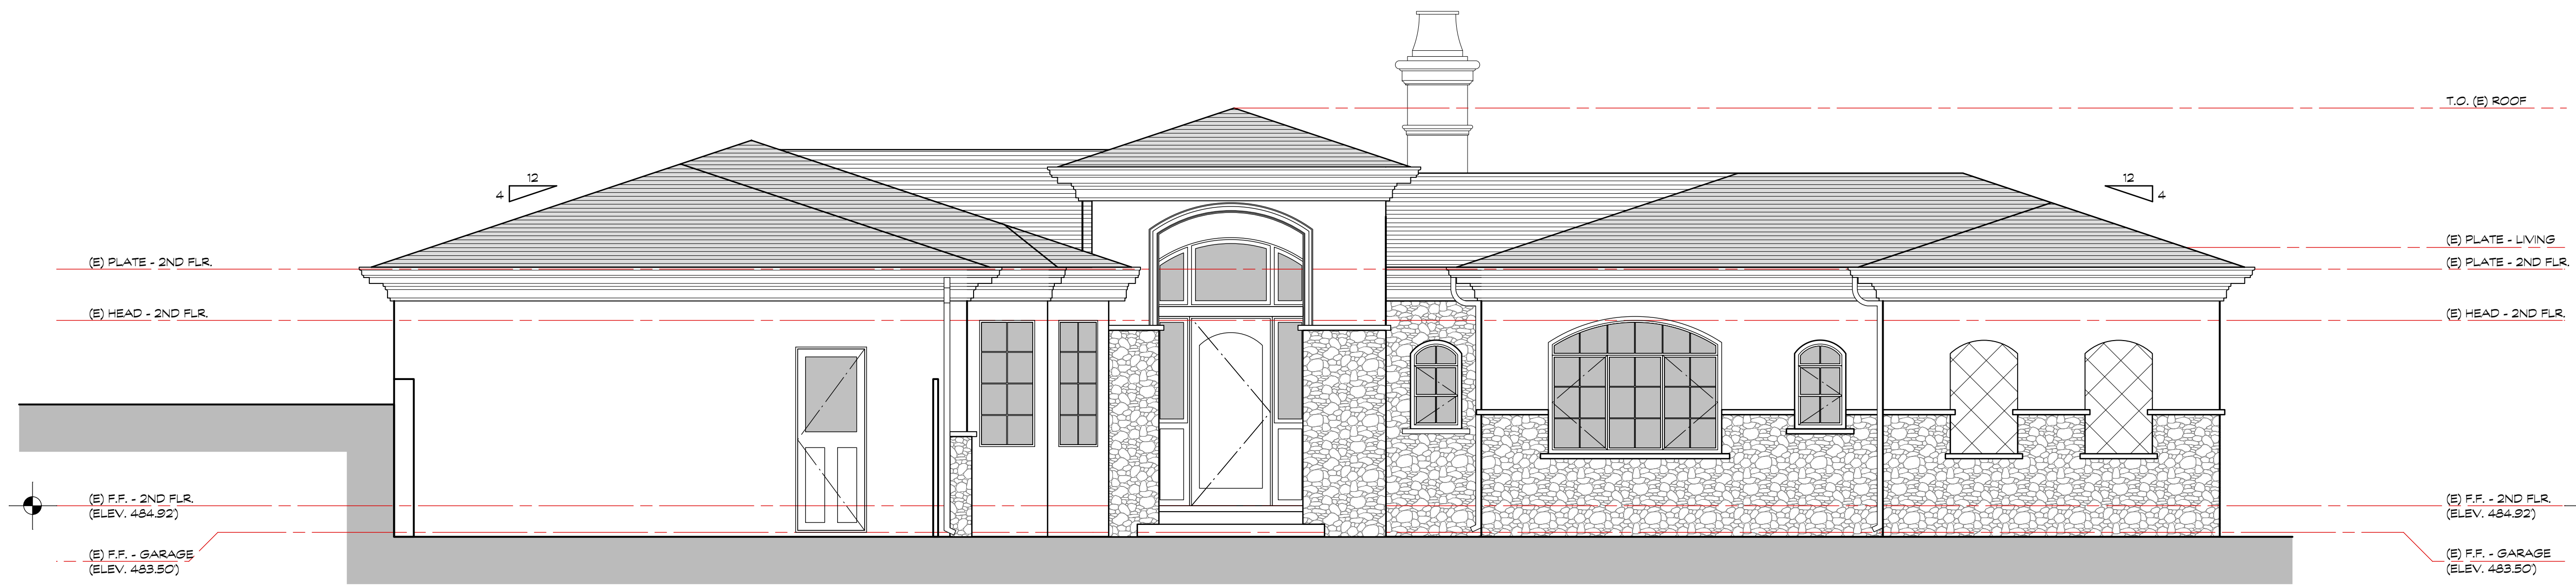 T.O. (E) ROOF
12
4
12
4
(E) PLATE - LIVING
(E) PLATE - 2ND FLR.
(E) PLATE - 2ND FLR.
(E) HEAD - 2ND FLR.
(E) HEAD - 2ND FLR.
(E) F.F. - 2ND FLR.
(ELEV. 484.92')
(E) F.F. - 2ND FLR.
(ELEV. 484.92')
(E) F.F. - GARAGE
(ELEV. 483.50')
(E) F.F. - GARAGE
(ELEV. 483.50')